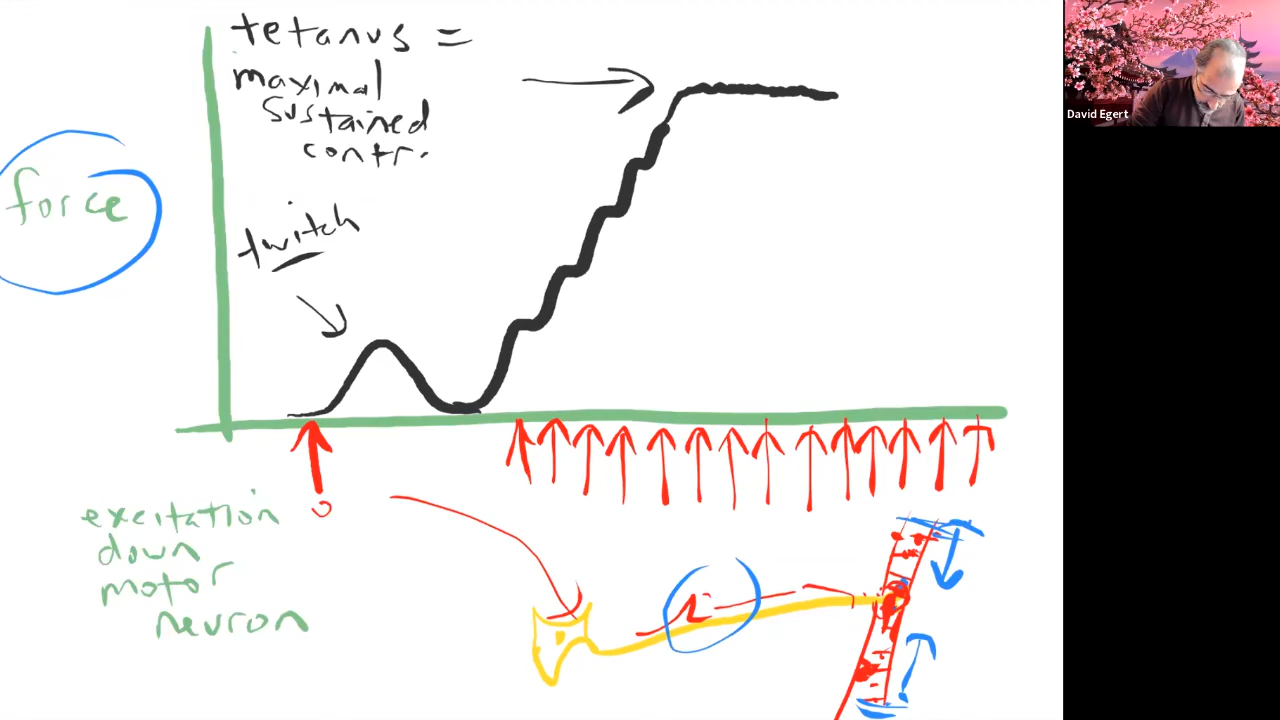 tetanus =
maximal
sustained
contr.
force
twitch
excitation
down
motor
neuron
David Egert